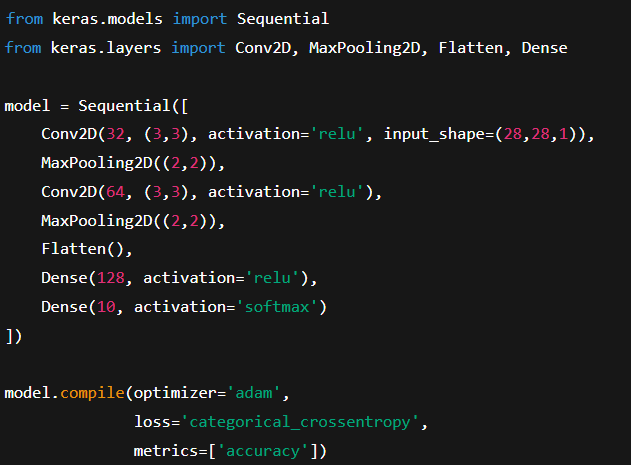 from keras.models import Sequential
from keras.layers import Conv2D, MaxPooling2D, Flatten, Dense

model = Sequential([
    Conv2D(32, (3,3), activation='relu', input_shape=(28,28,1)),
    MaxPooling2D((2,2)),
    Conv2D(64, (3,3), activation='relu'),
    MaxPooling2D((2,2)),
    Flatten(),
    Dense(128, activation='relu'),
    Dense(10, activation='softmax')
])

model.compile(optimizer='adam',
              loss='categorical_crossentropy',
              metrics=['accuracy'])